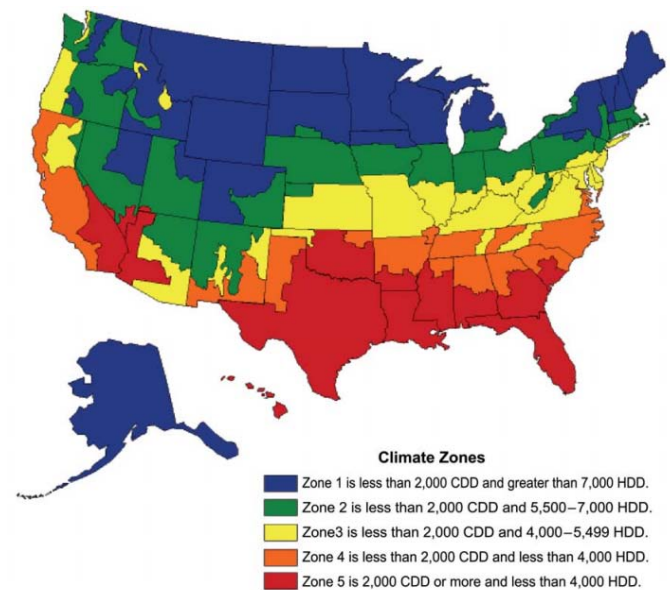 Climate Zones
Zone 1 is less than 2,000 CDD and greater than 7,000 HDD.
Zone 2 is less than 2,000 CDD and 5,500–7,000 HDD.
Zone3 is less than 2,000 CDD and 4,000–5,499 HDD.
Zone 4 is less than 2,000 CDD and less than 4,000 HDD.
Zone 5 is 2,000 CDD or more and less than 4,000 HDD.